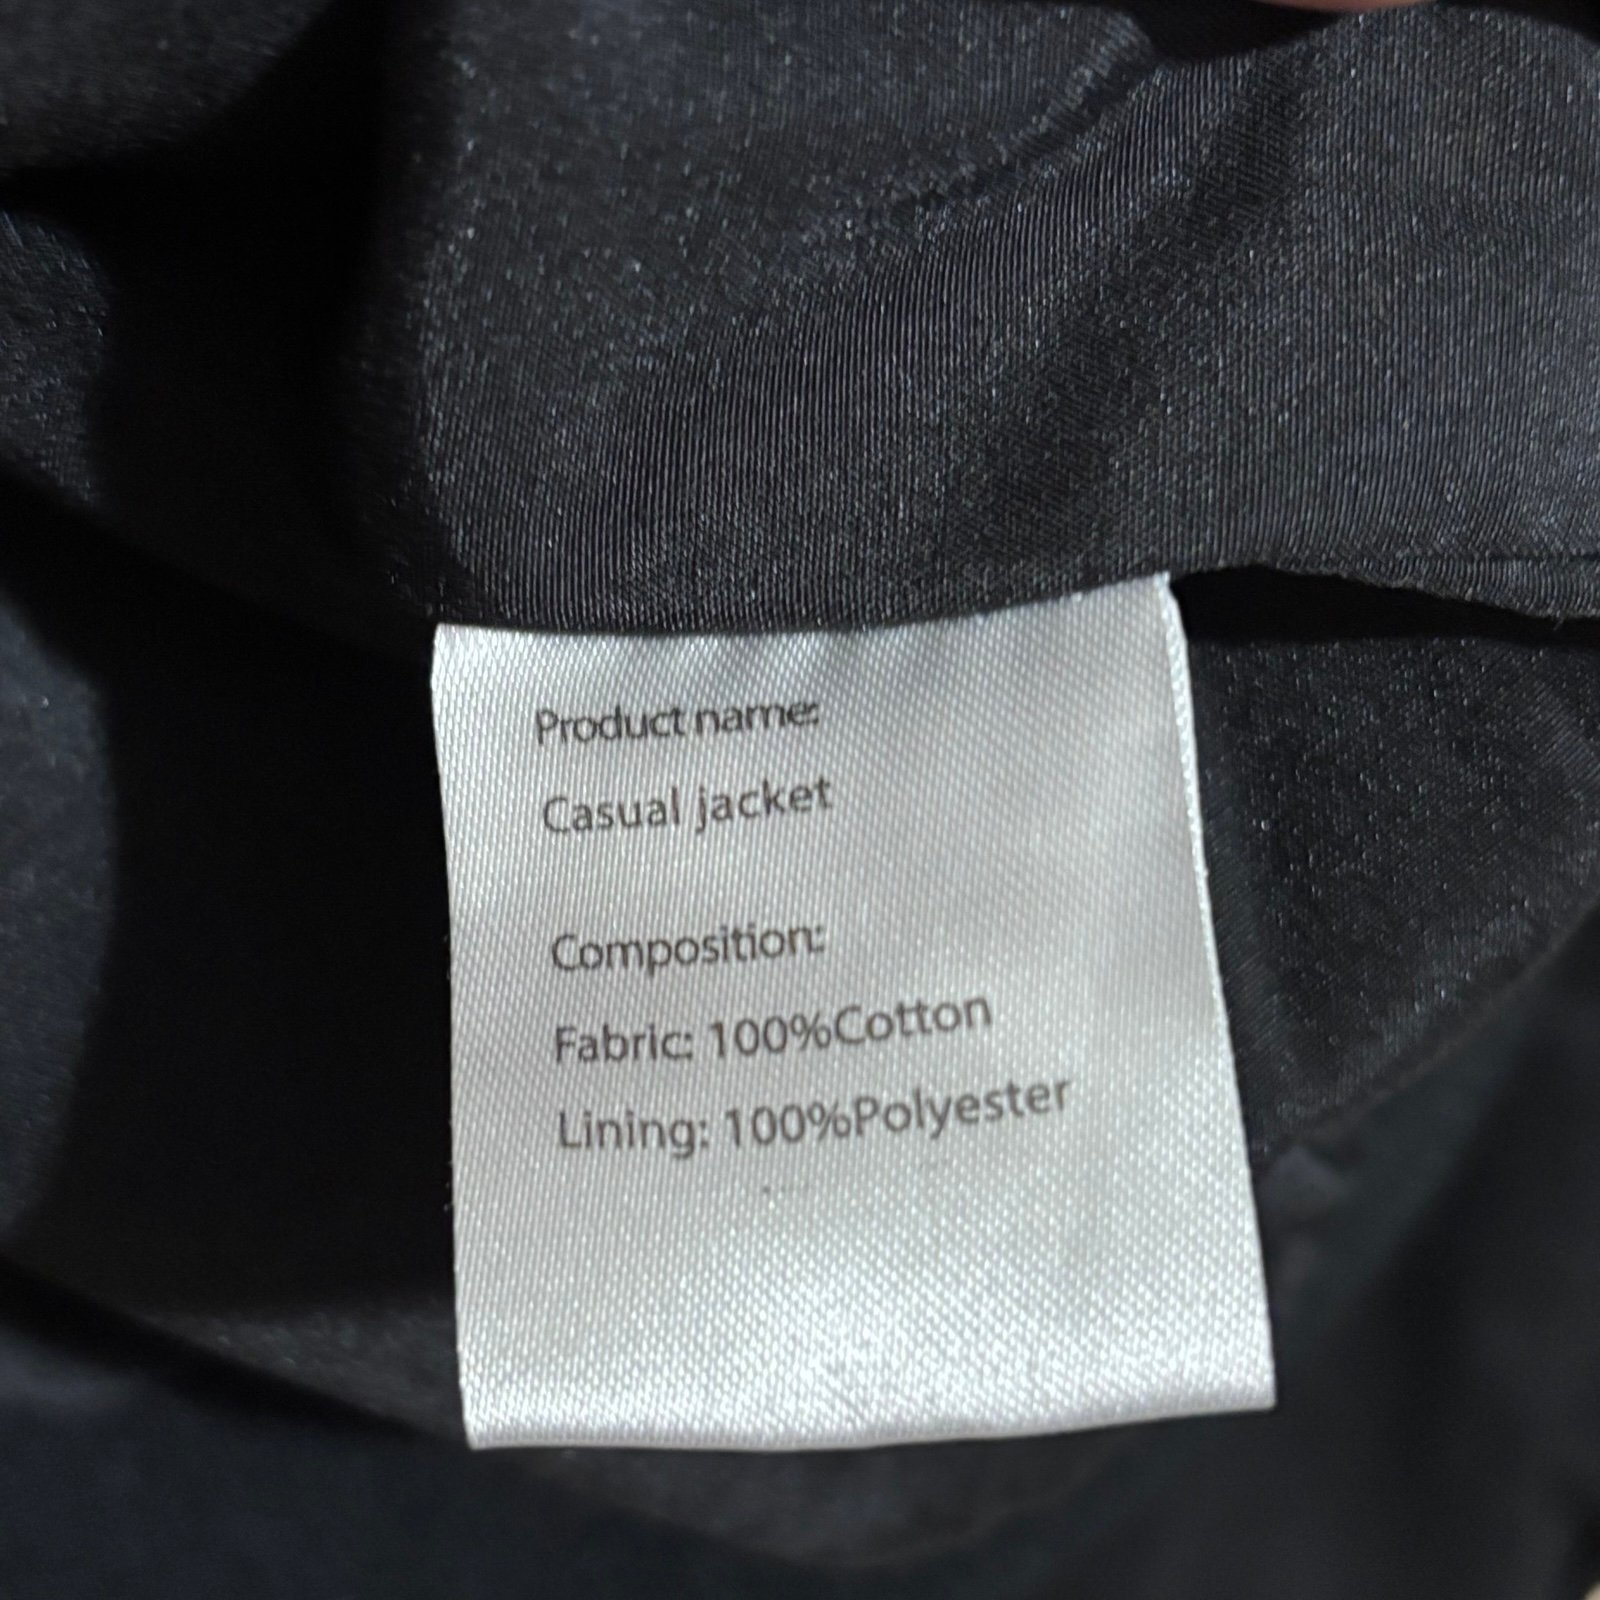 Product name:
Casual jacket
Composition:
Fabric: 100%Cotton
Lining: 100%Polyester